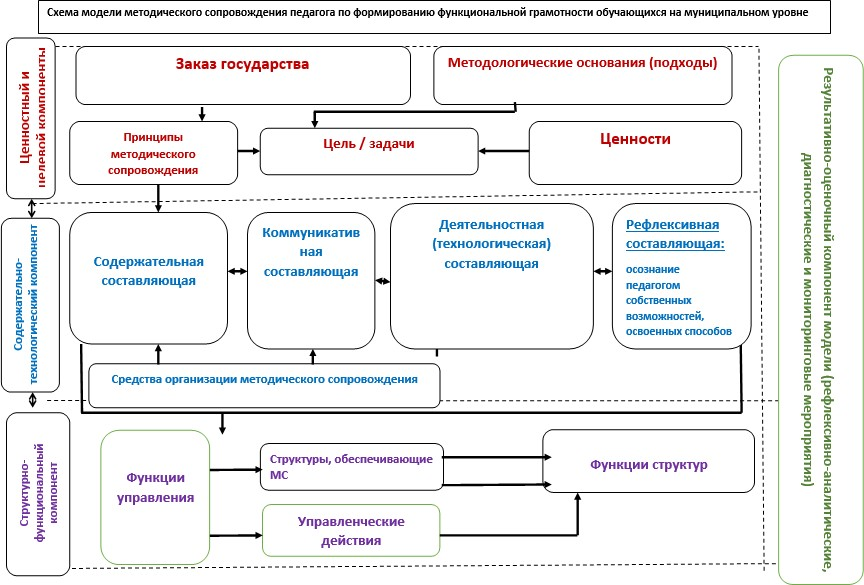 Схема модели методического сопровождения педагога по формированию функциональной грамотности обучающихся на муниципальном уровне
Ценностный и
целевой компоненты
Заказ государства
Методологические основания (подходы)
Принципы
методического
сопровождения
Цель / задачи
Ценности
Содержательно-
технологический компонент
Содержательная
составляющая
Коммуникатив
ная
составляющая
Деятельностная
(технологическая)
составляющая
Рефлексивная
составляющая:
осознание
педагогом
собственных
возможностей,
освоенных способов
Средства организации методического сопровождения
Структурно-
функциональный
компонент
Функции
управления
Структуры, обеспечивающие
МС
Функции структур
Управленческие
действия
Результативно-оценочный компонент модели (рефлексивно-аналитические,
диагностические и мониторинговые мероприятия)